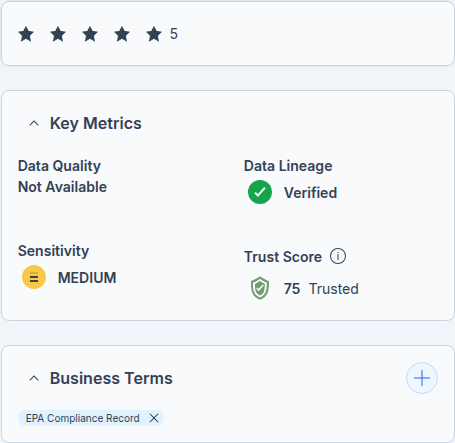 5
Key Metrics
Data Quality
Not Available
Data Lineage
Verified
Sensitivity
MEDIUM
Trust Score
75 Trusted
Business Terms
EPA Compliance Record